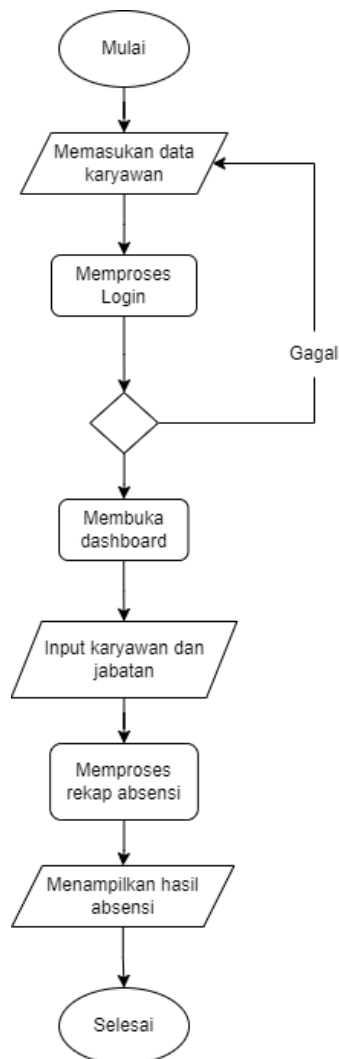 Mulai
Memasukan data
karyawan
Memproses
Login
Gagal
Membuka
dashboard
Input karyawan dan
jabatan
Memproses
rekap absensi
Menampilkan hasil
absensi
Selesai